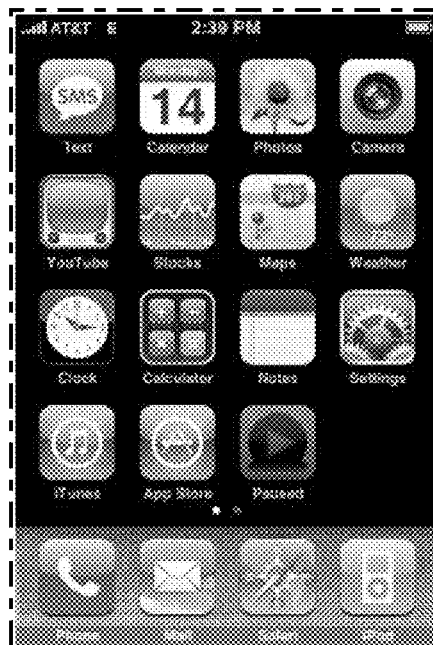 AT&T E 2:39 PM
SMS 14
Text Calendar Photos Camera
YouTube Stocks Maps Weather
Clock Calculator Notes Settings
iTunes App Store Paused
Phone Mail Safari iPod